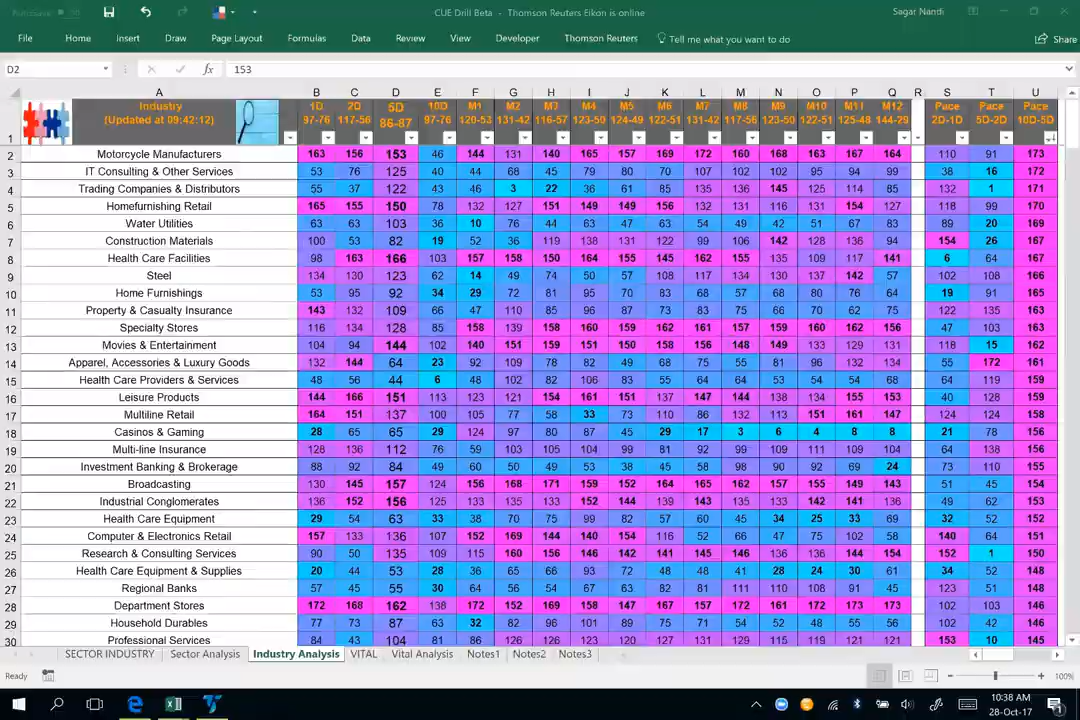 AutoSave
CUE Drill Beta - Thomson Reuters Eikon is online
Sagar Nandi
File Home Insert Draw Page Layout Formulas Data Review View Developer Thomson Reuters Tell me what you want to do Share
D2 fx 153
A B C D E F G H I J K L M N O P Q R S T U
Industry 1D 2D 5D 10D M1 M2 M3 M4 M5 M6 M7 M8 M9 M10 M11 M12 Pace Pace Pace
(Updated at 09:42:12) 97-76 117-56 86-87 97-76 120-53 131-42 116-57 123-50 124-49 122-51 131-42 116-57 123-50 122-51 125-48 144-29 2D-1D 5D-2D 10D-5D
1
2 Motorcycle Manufacturers 163 156 153 46 144 131 140 165 157 169 172 160 168 163 167 164 110 91 173
3 IT Consulting & Other Services 53 76 125 40 44 68 45 79 80 70 107 102 102 95 94 99 38 16 172
4 Trading Companies & Distributors 55 37 122 43 46 3 22 36 61 85 135 136 145 125 114 85 132 1 171
5 Homefurnishing Retail 165 155 150 78 132 127 151 149 149 156 132 131 116 131 154 127 118 99 170
6 Water Utilities 63 63 103 36 10 76 44 63 47 63 54 49 42 51 67 83 89 20 169
7 Construction Materials 100 53 82 19 52 36 119 138 131 122 99 106 142 128 136 94 154 26 167
8 Health Care Facilities 98 163 166 103 157 158 150 164 155 145 162 155 135 109 117 141 6 64 167
9 Steel 134 130 123 62 14 49 74 50 57 108 117 134 130 137 142 57 102 108 166
10 Home Furnishings 53 95 92 34 29 72 81 95 70 83 68 57 68 80 76 64 19 91 165
11 Property & Casualty Insurance 143 132 109 66 47 110 85 96 87 73 83 75 66 70 62 75 122 135 163
12 Specialty Stores 116 134 128 85 158 139 158 160 159 162 161 157 159 160 162 156 47 103 163
13 Movies & Entertainment 104 94 144 102 140 151 159 151 150 158 156 148 149 133 129 131 118 15 162
14 Apparel, Accessories & Luxury Goods 132 144 64 23 92 109 78 82 49 68 75 55 81 96 132 134 55 172 161
15 Health Care Providers & Services 48 56 44 6 48 102 82 106 83 55 64 64 53 54 54 68 64 119 159
16 Leisure Products 144 166 151 113 123 121 154 161 151 137 147 144 138 134 155 153 40 128 159
17 Multiline Retail 164 151 137 100 105 77 58 33 73 110 86 132 113 151 161 147 124 124 158
18 Casinos & Gaming 28 65 65 29 124 97 80 87 45 29 17 3 6 4 8 8 21 78 156
19 Multi-line Insurance 128 136 112 76 59 103 105 104 99 81 92 99 109 111 109 104 64 138 156
20 Investment Banking & Brokerage 88 92 84 49 60 50 49 53 38 45 58 98 90 92 69 24 73 110 155
21 Broadcasting 130 145 157 124 156 168 171 159 152 164 165 162 157 155 149 143 51 45 154
22 Industrial Conglomerates 136 152 156 125 133 135 133 152 144 139 143 135 133 142 141 136 49 62 153
23 Health Care Equipment 29 54 63 33 38 70 75 99 82 57 60 45 34 25 33 69 32 52 152
24 Computer & Electronics Retail 157 133 136 107 152 169 144 140 154 116 52 66 47 75 102 58 140 64 151
25 Research & Consulting Services 90 50 135 109 115 160 156 146 142 141 145 146 136 136 144 154 152 1 150
26 Health Care Equipment & Supplies 20 44 53 28 36 65 66 93 72 48 48 41 28 24 30 61 34 52 148
27 Regional Banks 57 45 55 30 64 56 54 67 63 82 81 111 110 108 91 45 123 51 148
28 Department Stores 172 168 162 138 172 152 169 158 147 167 157 172 161 172 173 173 102 103 146
29 Household Durables 77 73 87 63 32 82 96 101 89 75 71 54 52 48 55 56 102 42 146
30 Professional Services 84 43 104 81 86 126 126 123 120 127 131 129 115 119 121 121 153 10 145
SECTOR INDUSTRY Sector Analysis Industry Analysis VITAL Vital Analysis Notes1 Notes2 Notes3
Ready 100%
10:38 AM
28-Oct-17
1